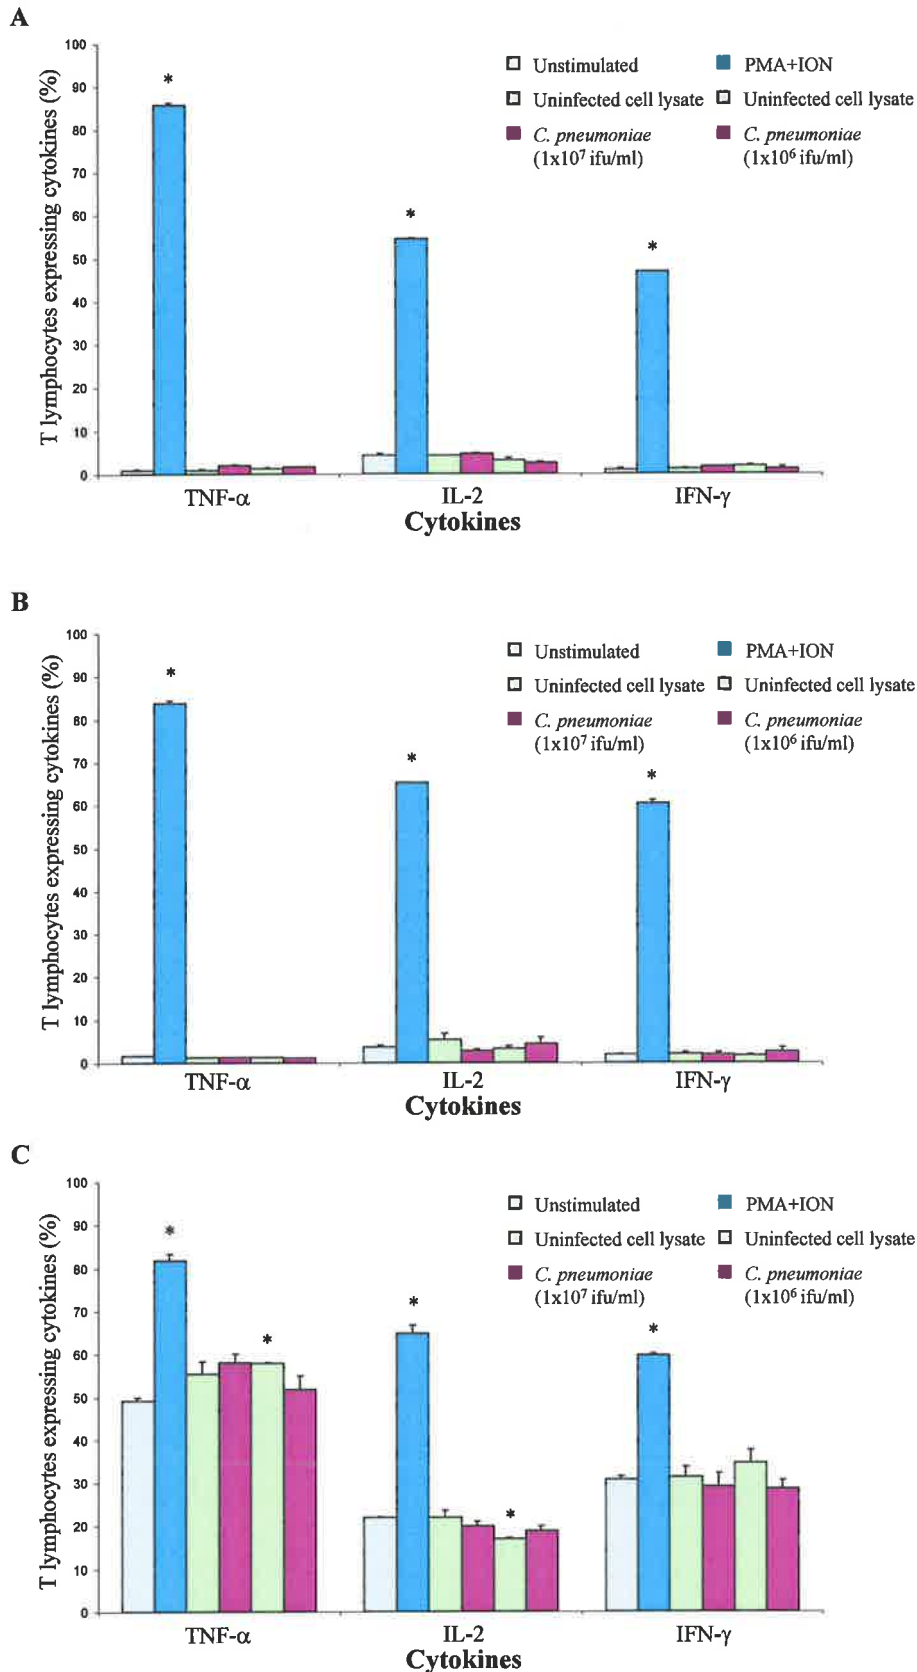 A
T lymphocytes expressing cytokines (%)
100
90
80
70
60
50
40
30
20
10
0
*
*
*
Unstimulated
PMA+ION
Uninfected cell lysate
Uninfected cell lysate
C. pneumoniae
(1x10⁷ ifu/ml)
C. pneumoniae
(1x10⁶ ifu/ml)
TNF-α
IL-2
IFN-γ
Cytokines
B
T lymphocytes expressing cytokines (%)
100
90
80
70
60
50
40
30
20
10
0
*
*
*
Unstimulated
PMA+ION
Uninfected cell lysate
Uninfected cell lysate
C. pneumoniae
(1x10⁷ ifu/ml)
C. pneumoniae
(1x10⁶ ifu/ml)
TNF-α
IL-2
IFN-γ
Cytokines
C
T lymphocytes expressing cytokines (%)
100
90
80
70
60
50
40
30
20
10
0
*
*
*
*
*
Unstimulated
PMA+ION
Uninfected cell lysate
Uninfected cell lysate
C. pneumoniae
(1x10⁷ ifu/ml)
C. pneumoniae
(1x10⁶ ifu/ml)
TNF-α
IL-2
IFN-γ
Cytokines